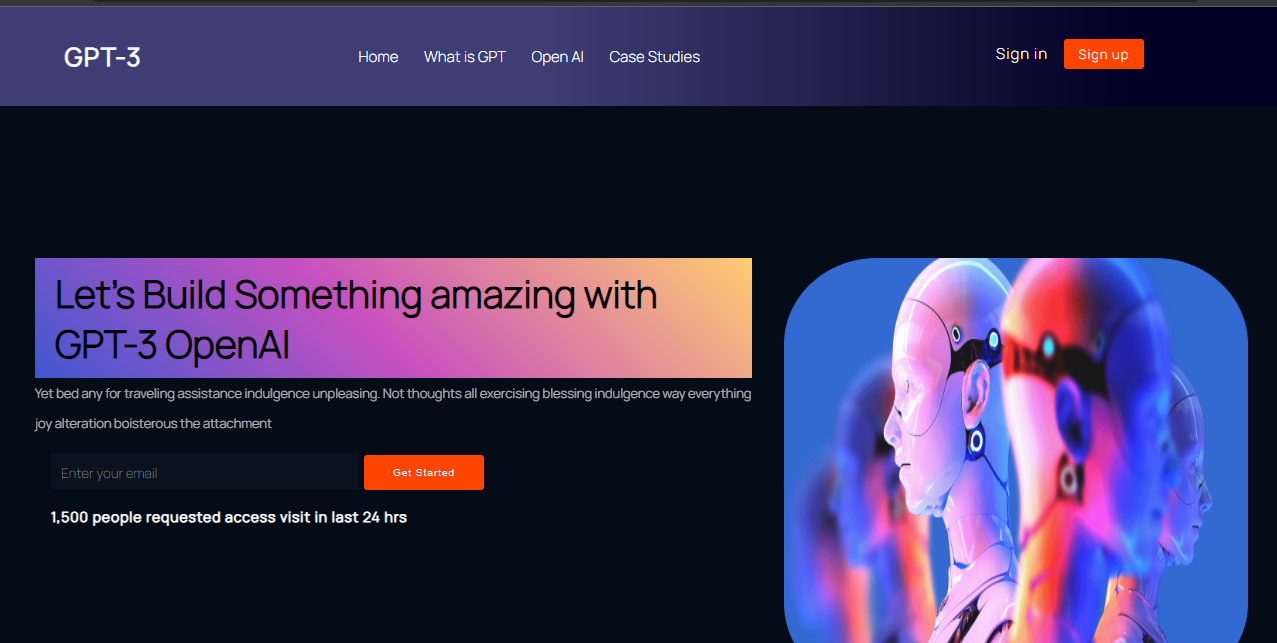 GPT-3
Home
What is GPT
Open AI
Case Studies
Sign in
Sign up
Let's Build Something amazing with
GPT-3 OpenAI
Yet bed any for traveling assistance indulgence unpleasing. Not thoughts all exercising blessing indulgence way everything
joy alteration boisterous the attachment
Enter your email
Get Started
1,500 people requested access visit in last 24 hrs